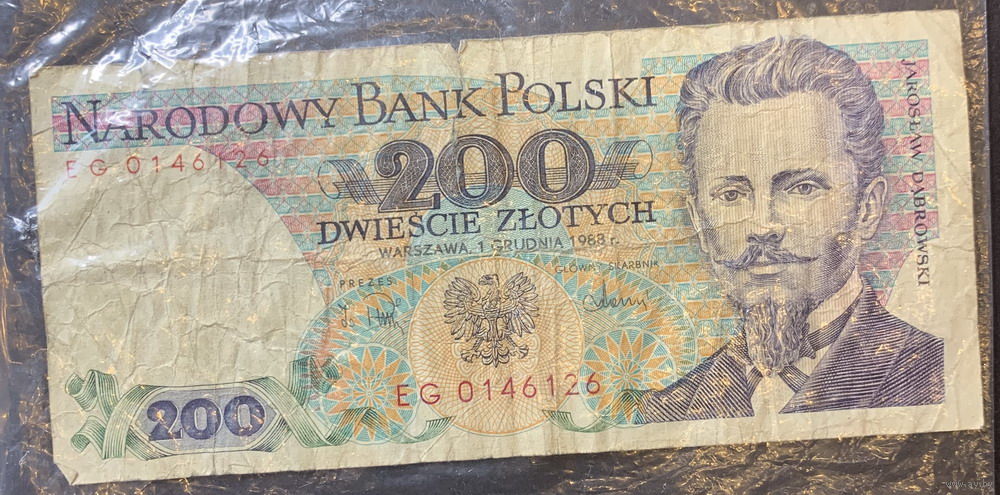 NARODOWY BANK POLSKI
EG 0146126
200
DWIEŚCIE ZŁOTYCH
WARSZAWA, 1 GRUDNIA 1988 r.
PREZES
GŁÓWNY SKARBNIK
EG 0146126
200
JAROSŁAW DĄBROWSKI